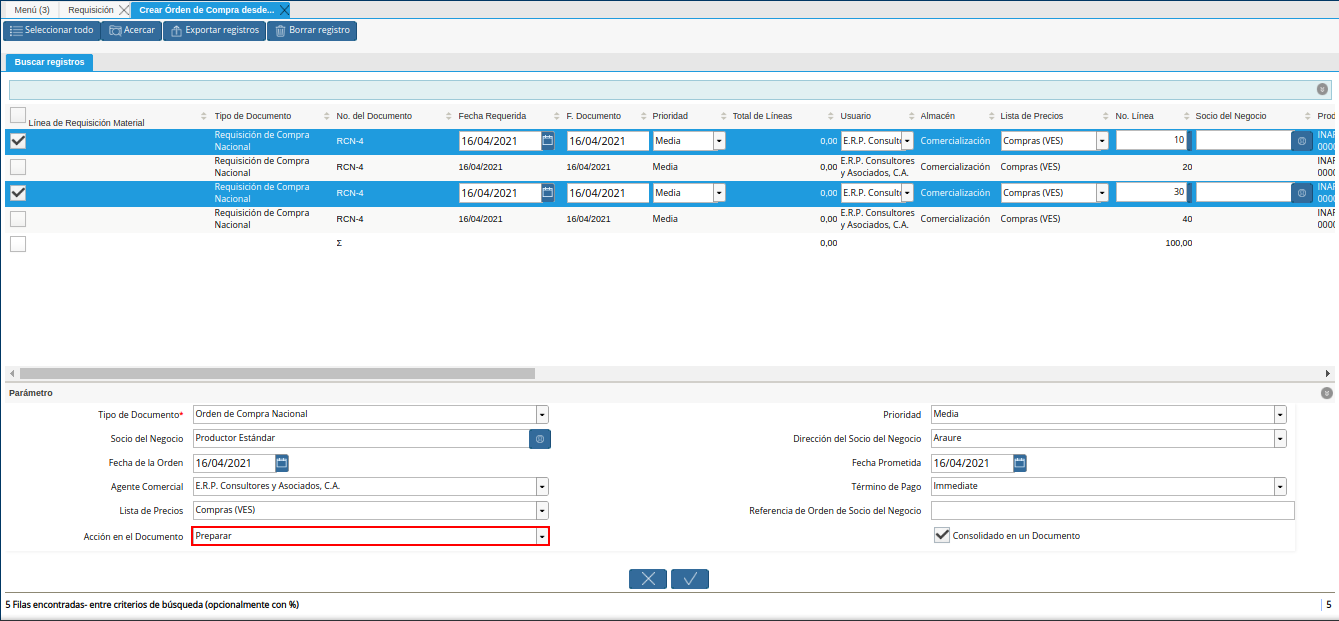 Menú (3) Requisición Crear Órden de Compra desde...
Seleccionar todo Acercar Exportar registros Borrar registro
Buscar registros
Línea de Requisición Material Tipo de Documento No. del Documento Fecha Requerida F. Documento Prioridad Total de Líneas Usuario Almacén Lista de Precios No. Línea Socio del Negocio Prod
Requisición de Compra Nacional RCN-4 16/04/2021 16/04/2021 Media 0,00 E.R.P. Consulto Comercialización Compras (VES) 10 INAF 0000
Requisición de Compra Nacional RCN-4 16/04/2021 16/04/2021 Media 0,00 E.R.P. Consultores y Asociados, C.A. Comercialización Compras (VES) 20 INAF 0000
Requisición de Compra Nacional RCN-4 16/04/2021 16/04/2021 Media 0,00 E.R.P. Consulto Comercialización Compras (VES) 30 INAF 0000
Requisición de Compra Nacional RCN-4 16/04/2021 16/04/2021 Media 0,00 E.R.P. Consultores y Asociados, C.A. Comercialización Compras (VES) 40 INAF 0000
Σ 0,00 100,00
Parámetro
Tipo de Documento* Orden de Compra Nacional Prioridad Media
Socio del Negocio Productor Estándar Dirección del Socio del Negocio Araure
Fecha de la Orden 16/04/2021 Fecha Prometida 16/04/2021
Agente Comercial E.R.P. Consultores y Asociados, C.A. Término de Pago Immediate
Lista de Precios Compras (VES) Referencia de Orden de Socio del Negocio
Acción en el Documento Preparar Consolidado en un Documento
5 Filas encontradas- entre criterios de búsqueda (opcionalmente con %) 5